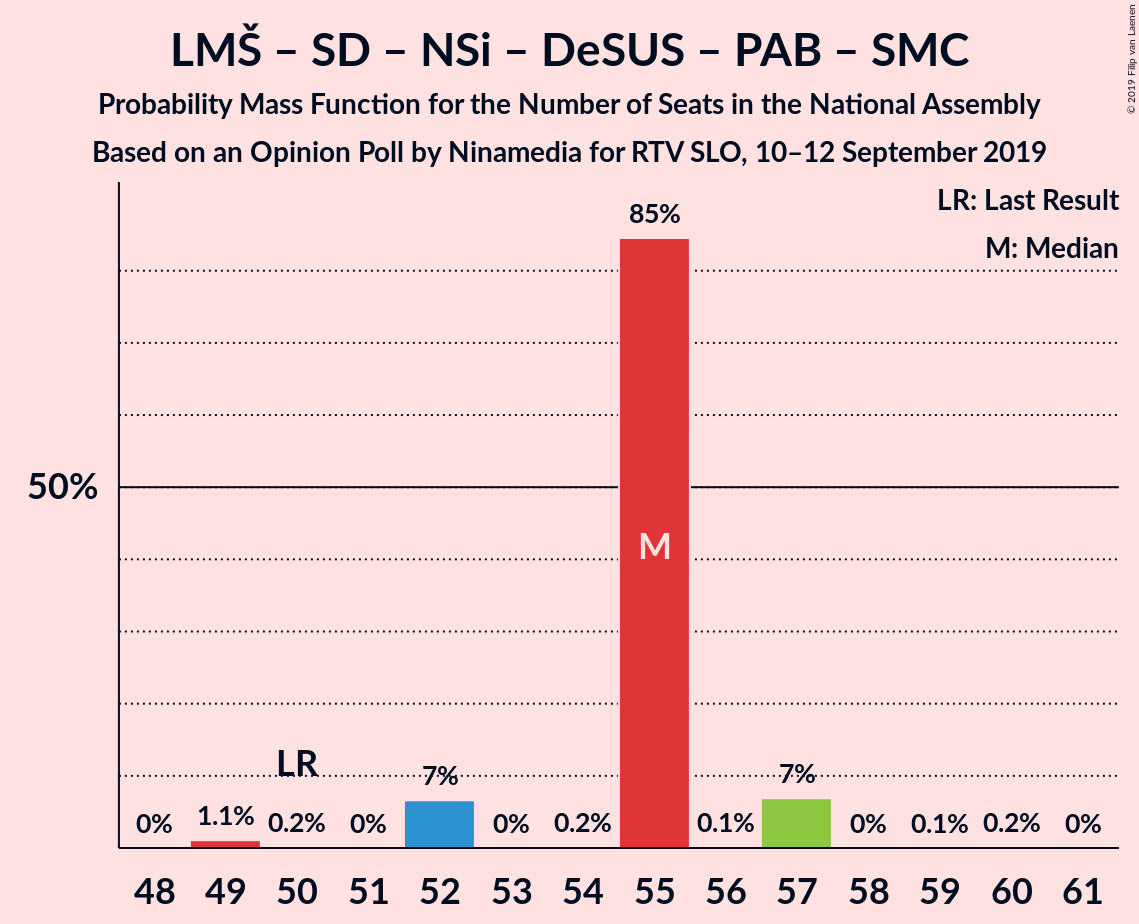 LMŠ – SD – NSi – DeSUS – PAB – SMC
Probability Mass Function for the Number of Seats in the National Assembly
Based on an Opinion Poll by Ninamedia for RTV SLO, 10–12 September 2019
© 2019 Filip van Laenen
LR: Last Result
M: Median
85%
50%
M
LR
0% 1.1% 0.2% 0% 7% 0% 0.2% 0.1% 7% 0% 0.1% 0.2% 0%
48 49 50 51 52 53 54 55 56 57 58 59 60 61